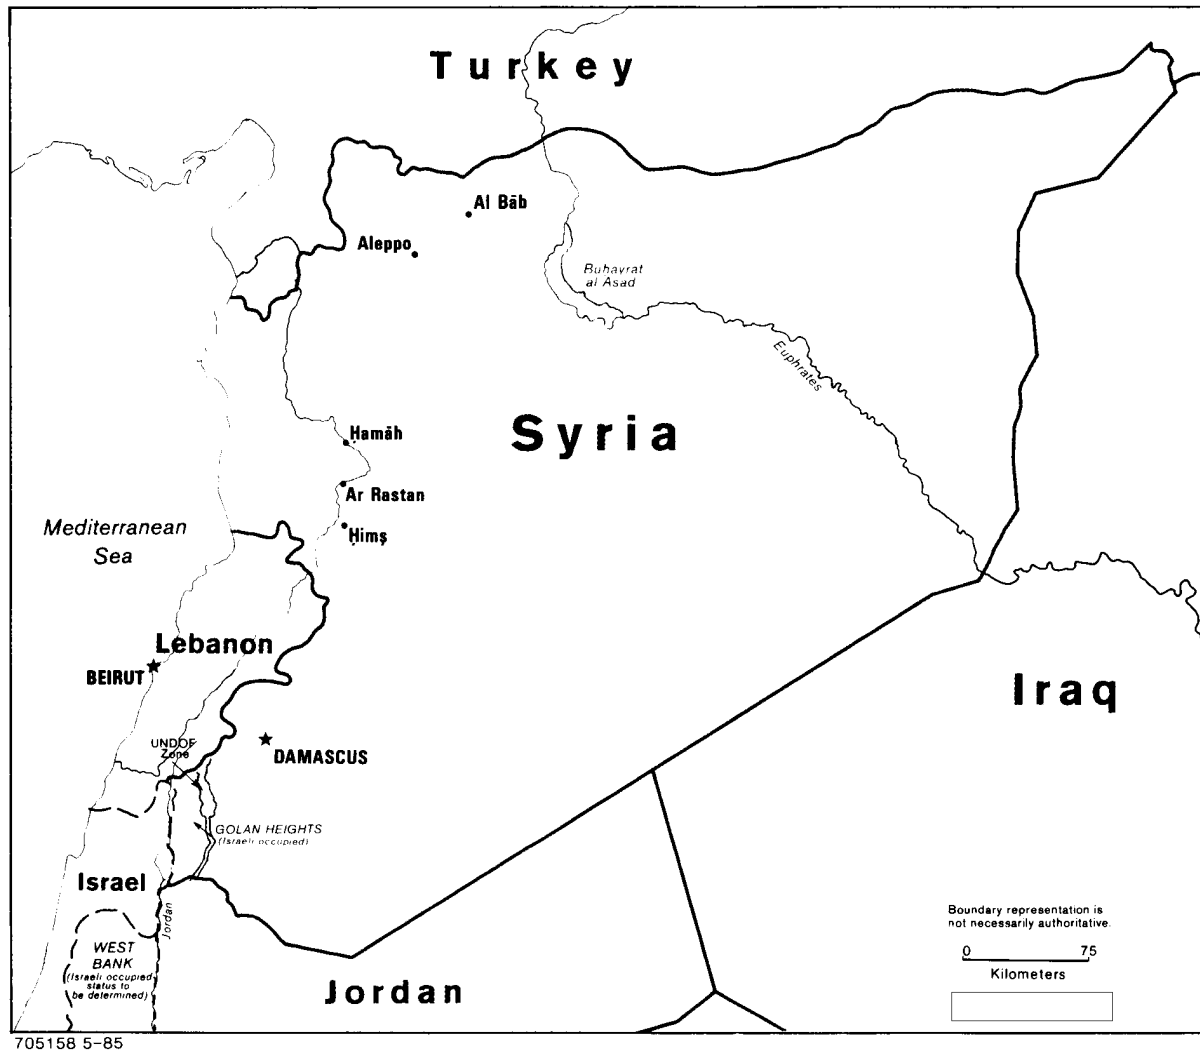 Turkey
Al Bāb
Aleppo
Buhayrat
al Asad
Euphrates
Syria
Ḥamāh
Ar Rastan
Ḥimş
Mediterranean
Sea
Lebanon
BEIRUT
Iraq
UNDOF
Zone
DAMASCUS
GOLAN HEIGHTS
(Israeli occupied)
Israel
Jordan
WEST
BANK
(Israeli occupied
status to
be determined)
Jordan
Boundary representation is
not necessarily authoritative.
0 75
Kilometers
705158 5-85